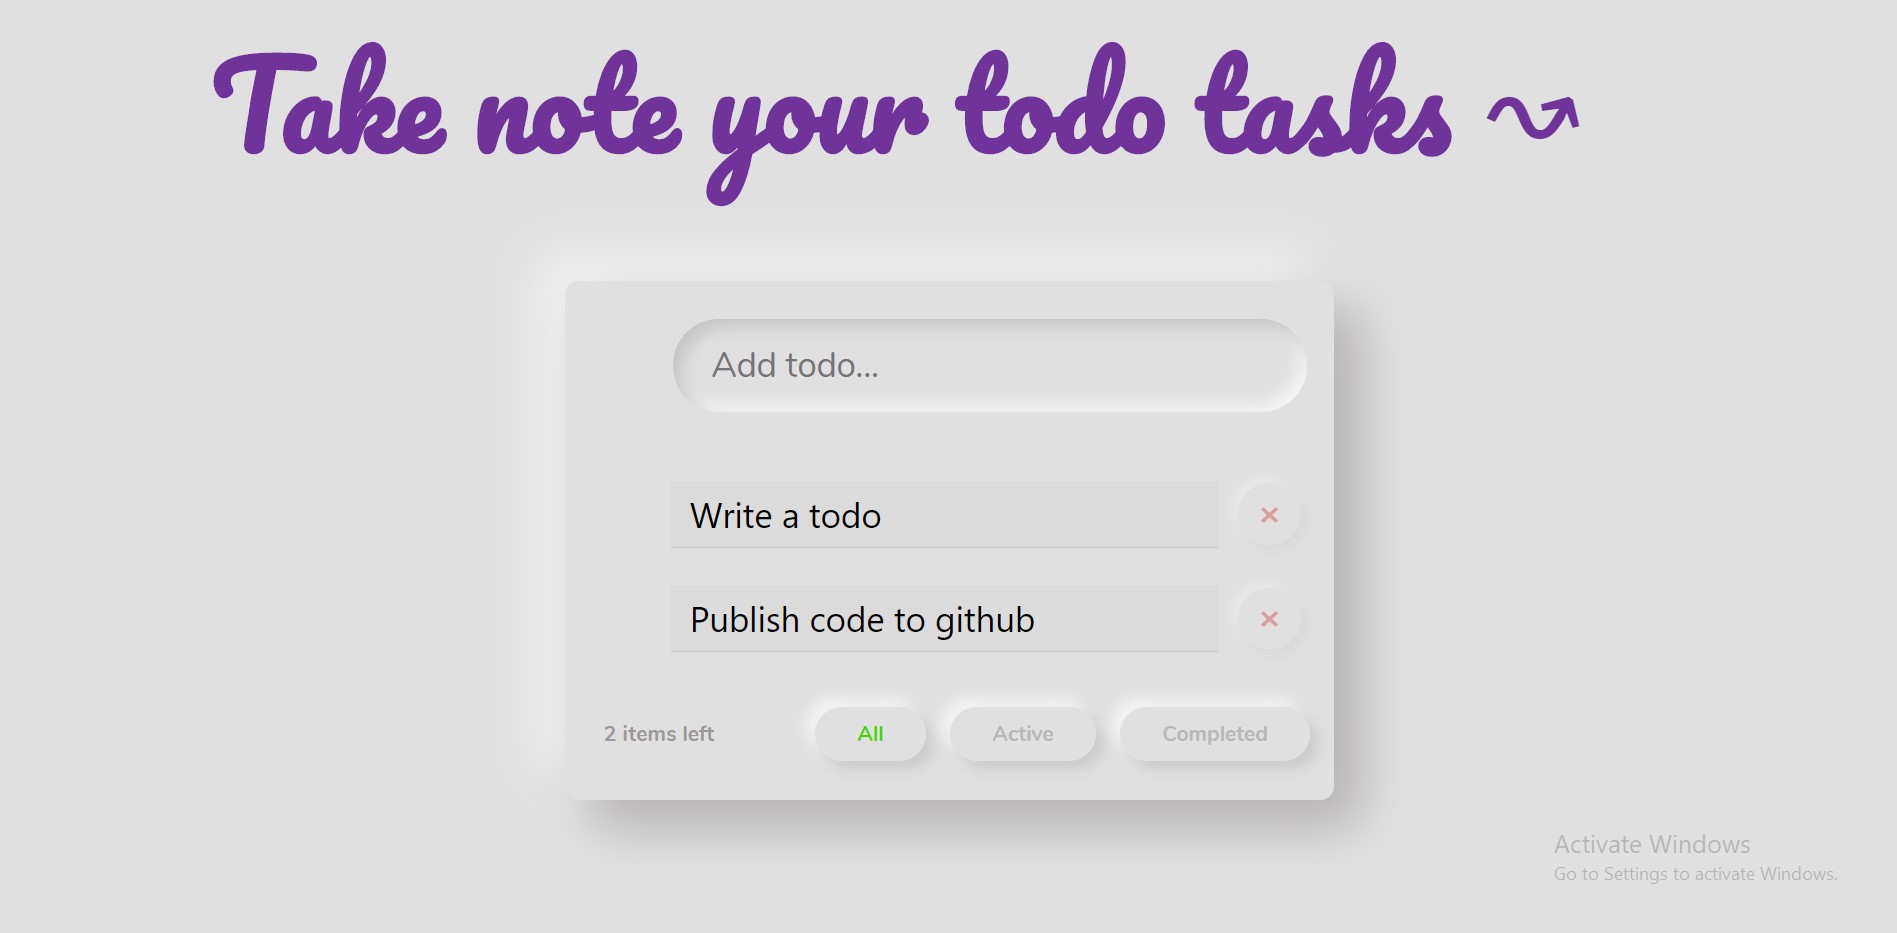 Take note your todo tasks ↝
Add todo...
Write a todo
×
Publish code to github
×
2 items left All Active Completed
Activate Windows
Go to Settings to activate Windows.